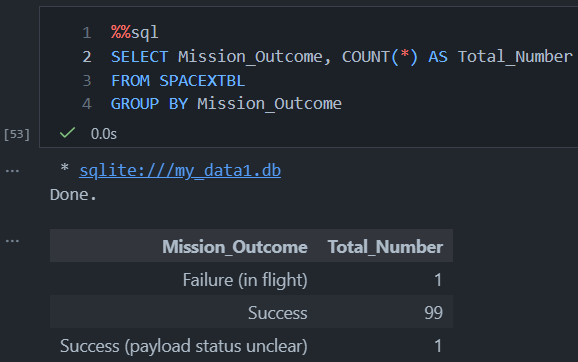 1 %%sql
2 SELECT Mission_Outcome, COUNT(*) AS Total_Number
3 FROM SPACEXTBL
4 GROUP BY Mission_Outcome
[53] ✓ 0.0s
... * sqlite:///my_data1.db
Done.
...
Mission_Outcome Total_Number
Failure (in flight) 1
Success 99
Success (payload status unclear) 1